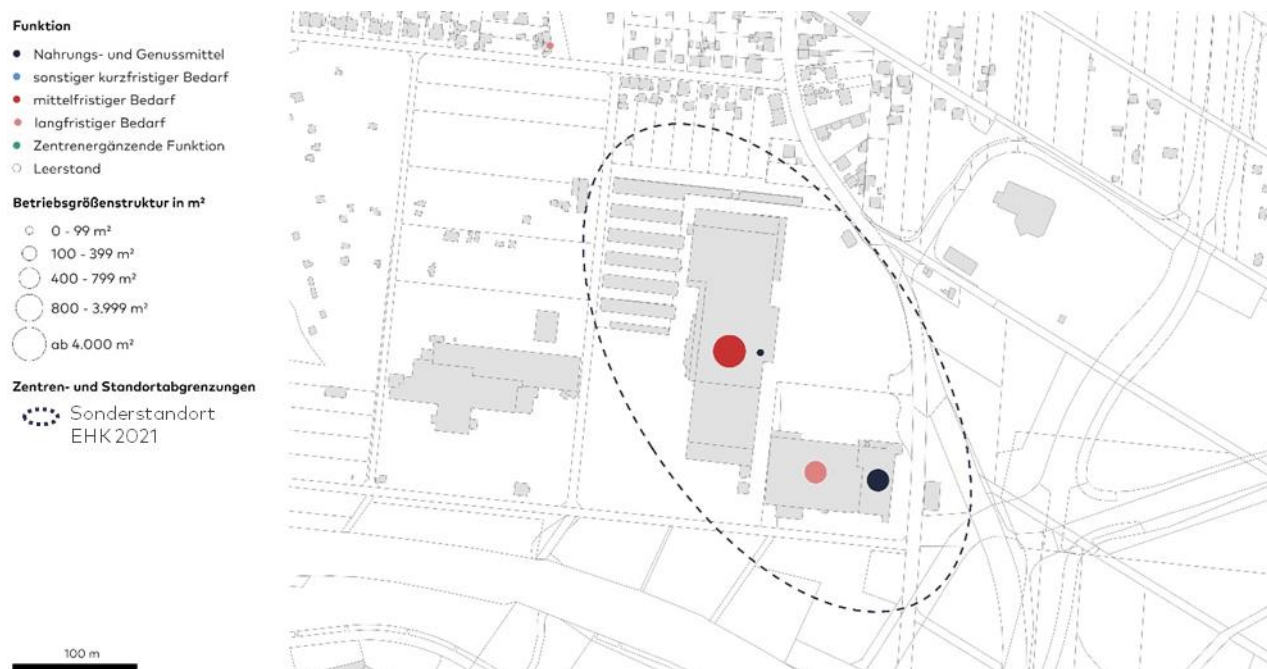 Funktion
Nahrungs- und Genussmittel
sonstiger kurzfristiger Bedarf
mittelfristiger Bedarf
langfristiger Bedarf
Zentrenergänzende Funktion
Leerstand
Betriebsgrößenstruktur in m²
0 - 99 m²
100 - 399 m²
400 - 799 m²
800 - 3.999 m²
ab 4.000 m²
Zentren- und Standortabgrenzungen
Sonderstandort
EHK 2021
100 m